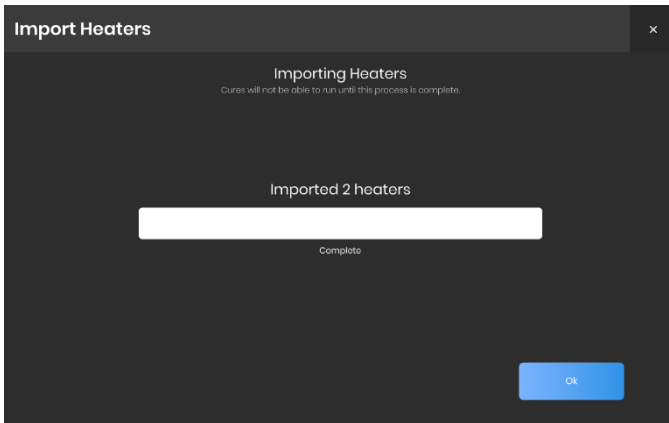 Import Heaters
×
Importing Heaters
Cures will not be able to run until this process is complete.
Imported 2 heaters
Complete
Ok